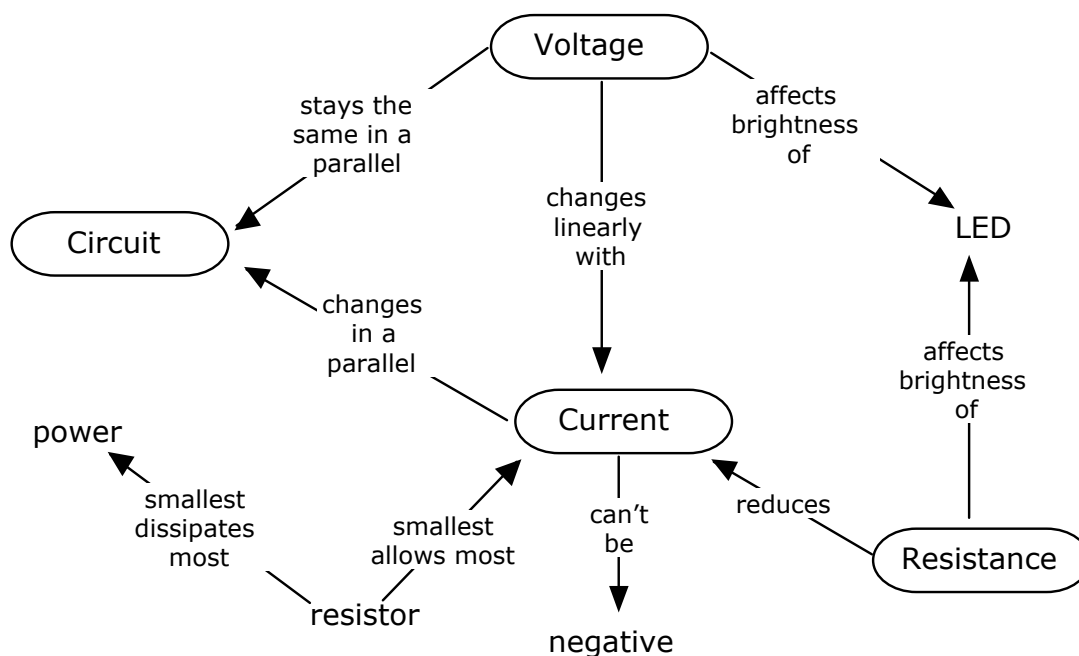 Voltage
stays the
same in a
parallel
affects
brightness
of
changes
linearly
with
Circuit
LED
changes
in a
parallel
affects
brightness
of
Current
power
smallest
dissipates
most
smallest
allows most
can't
be
reduces
Resistance
resistor
negative